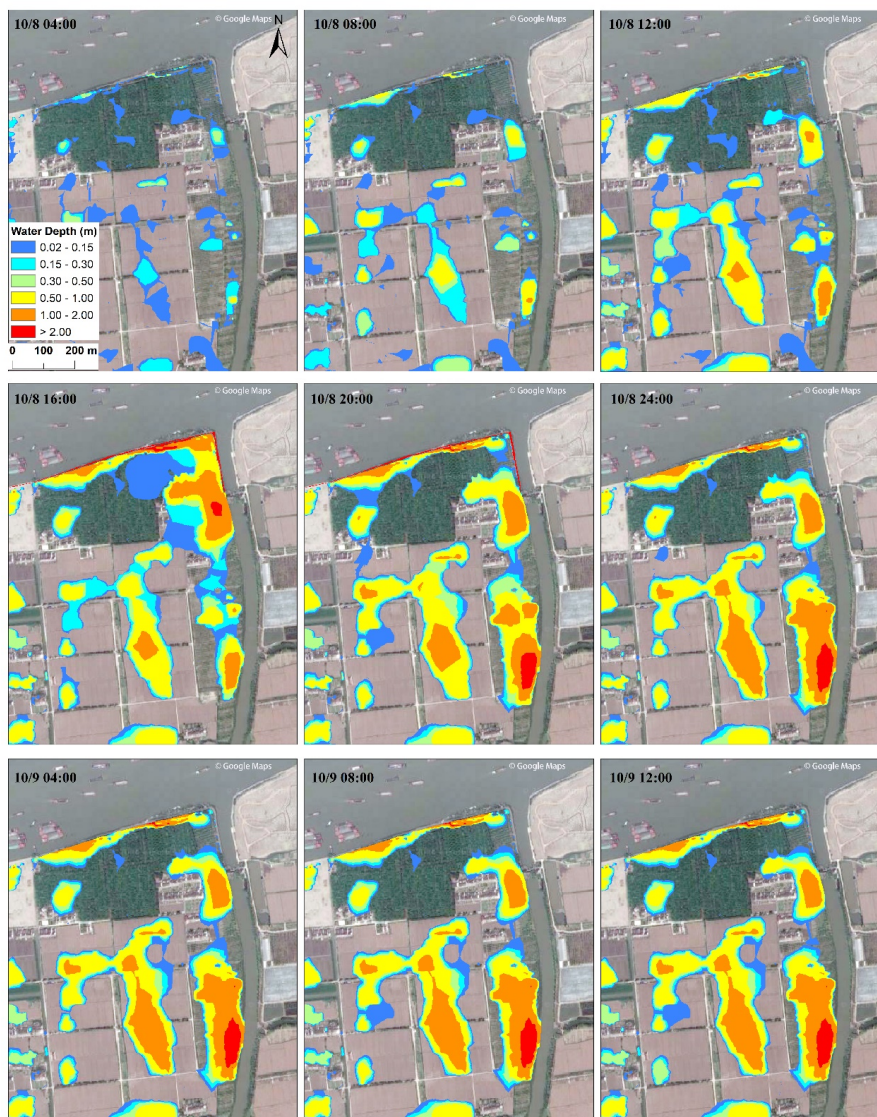 10/8 04:00
© Google Maps
N
Water Depth (m)
0.02 - 0.15
0.15 - 0.30
0.30 - 0.50
0.50 - 1.00
1.00 - 2.00
> 2.00
0 100 200 m
10/8 08:00
© Google Maps
10/8 12:00
© Google Maps
10/8 16:00
© Google Maps
10/8 20:00
© Google Maps
10/8 24:00
© Google Maps
10/9 04:00
© Google Maps
10/9 08:00
© Google Maps
10/9 12:00
© Google Maps